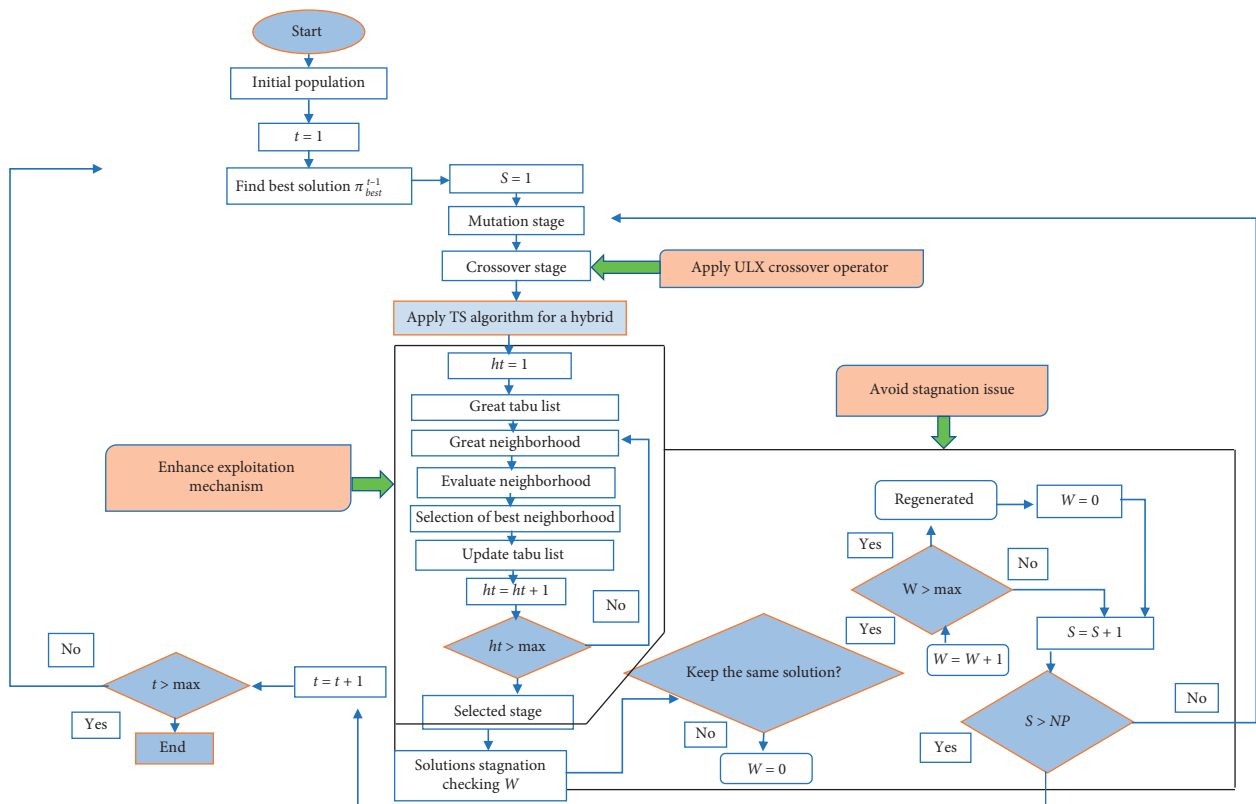 Start
Initial population
t = 1
Find best solution π^{t–1}_{best}
S = 1
Mutation stage
Crossover stage
Apply ULX crossover operator
Apply TS algorithm for a hybrid
ht = 1
Great tabu list
Great neighborhood
Evaluate neighborhood
Selection of best neighborhood
Update tabu list
ht = ht + 1
No
ht > max
Selected stage
Solutions stagnation
checking W
Enhance exploitation
mechanism
Avoid stagnation issue
Regenerated
W = 0
Yes
W > max
No
Yes
W = W + 1
S = S + 1
Keep the same solution?
No
W = 0
S > NP
No
Yes
t = t + 1
No
t > max
Yes
End